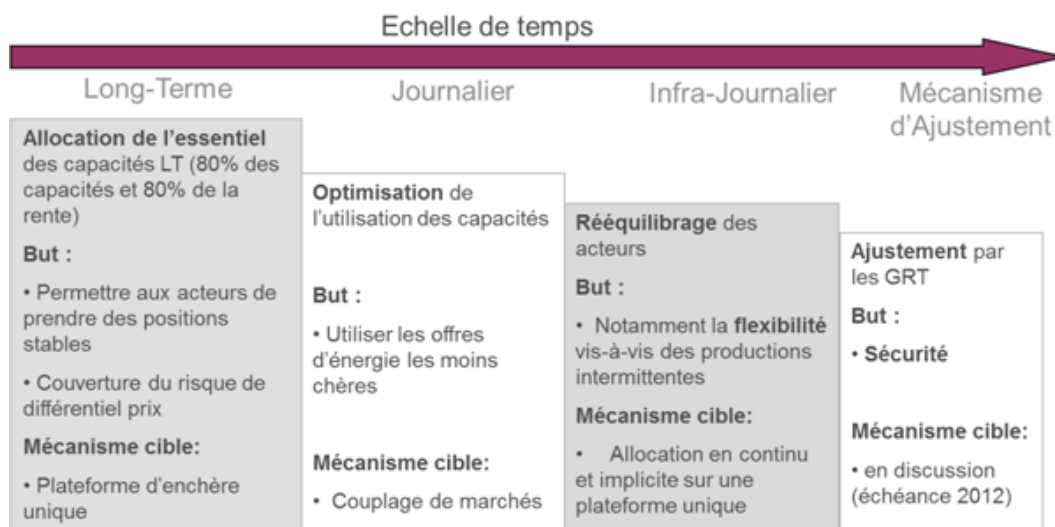 Echelle de temps
Long-Terme
Journalier
Infra-Journalier
Mécanisme
d'Ajustement
Allocation de l'essentiel
des capacités LT (80% des
capacités et 80% de la
rente)
But :
• Permettre aux acteurs de
prendre des positions
stables
• Couverture du risque de
différentiel prix
Mécanisme cible:
• Plateforme d'enchère
unique
Optimisation de
l'utilisation des capacités
But :
• Utiliser les offres
d'énergie les moins
chères
Mécanisme cible:
• Couplage de marchés
Rééquilibrage des
acteurs
But :
• Notamment la flexibilité
vis-à-vis des productions
intermittentes
Mécanisme cible:
• Allocation en continu
et implicite sur une
plateforme unique
Ajustement par
les GRT
But :
• Sécurité
Mécanisme cible:
• en discussion
(échéance 2012)